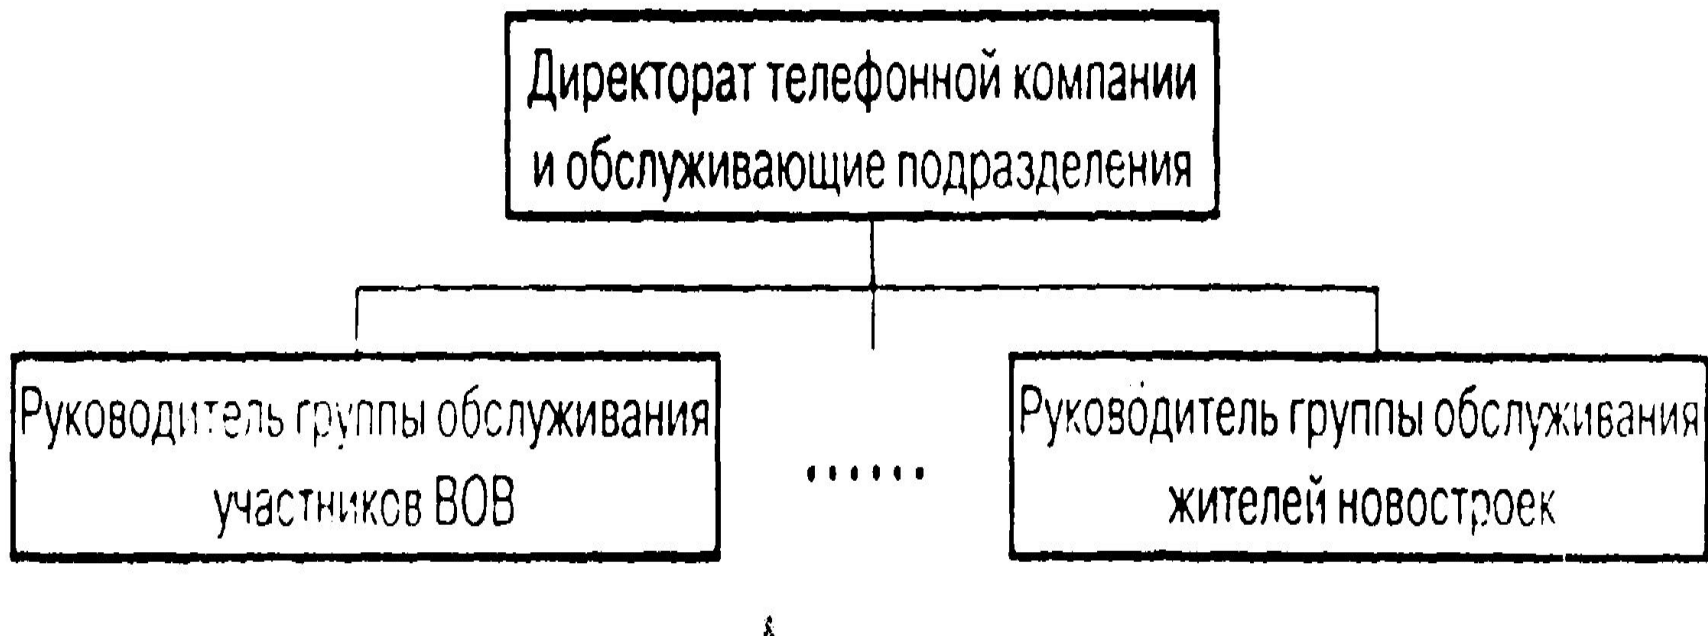 Директорат телефонной компании
и обслуживающие подразделения
Руководитель группы обслуживания
участников ВОВ
......
Руководитель группы обслуживания
жителей новостроек